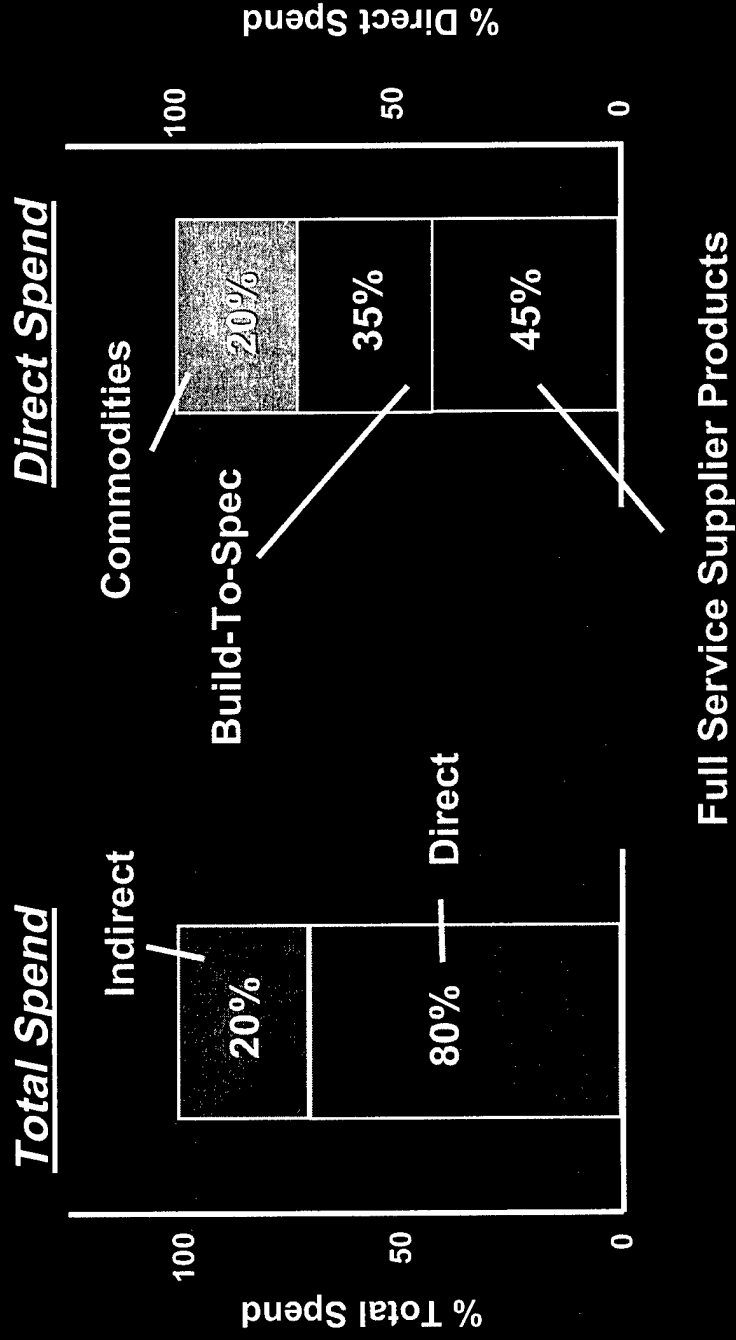 Total Spend
% Total Spend
100
50
0
Indirect
20%
80%
Direct
Direct Spend
% Direct Spend
100
50
0
Commodities
20%
Build-To-Spec
35%
45%
Full Service Supplier Products